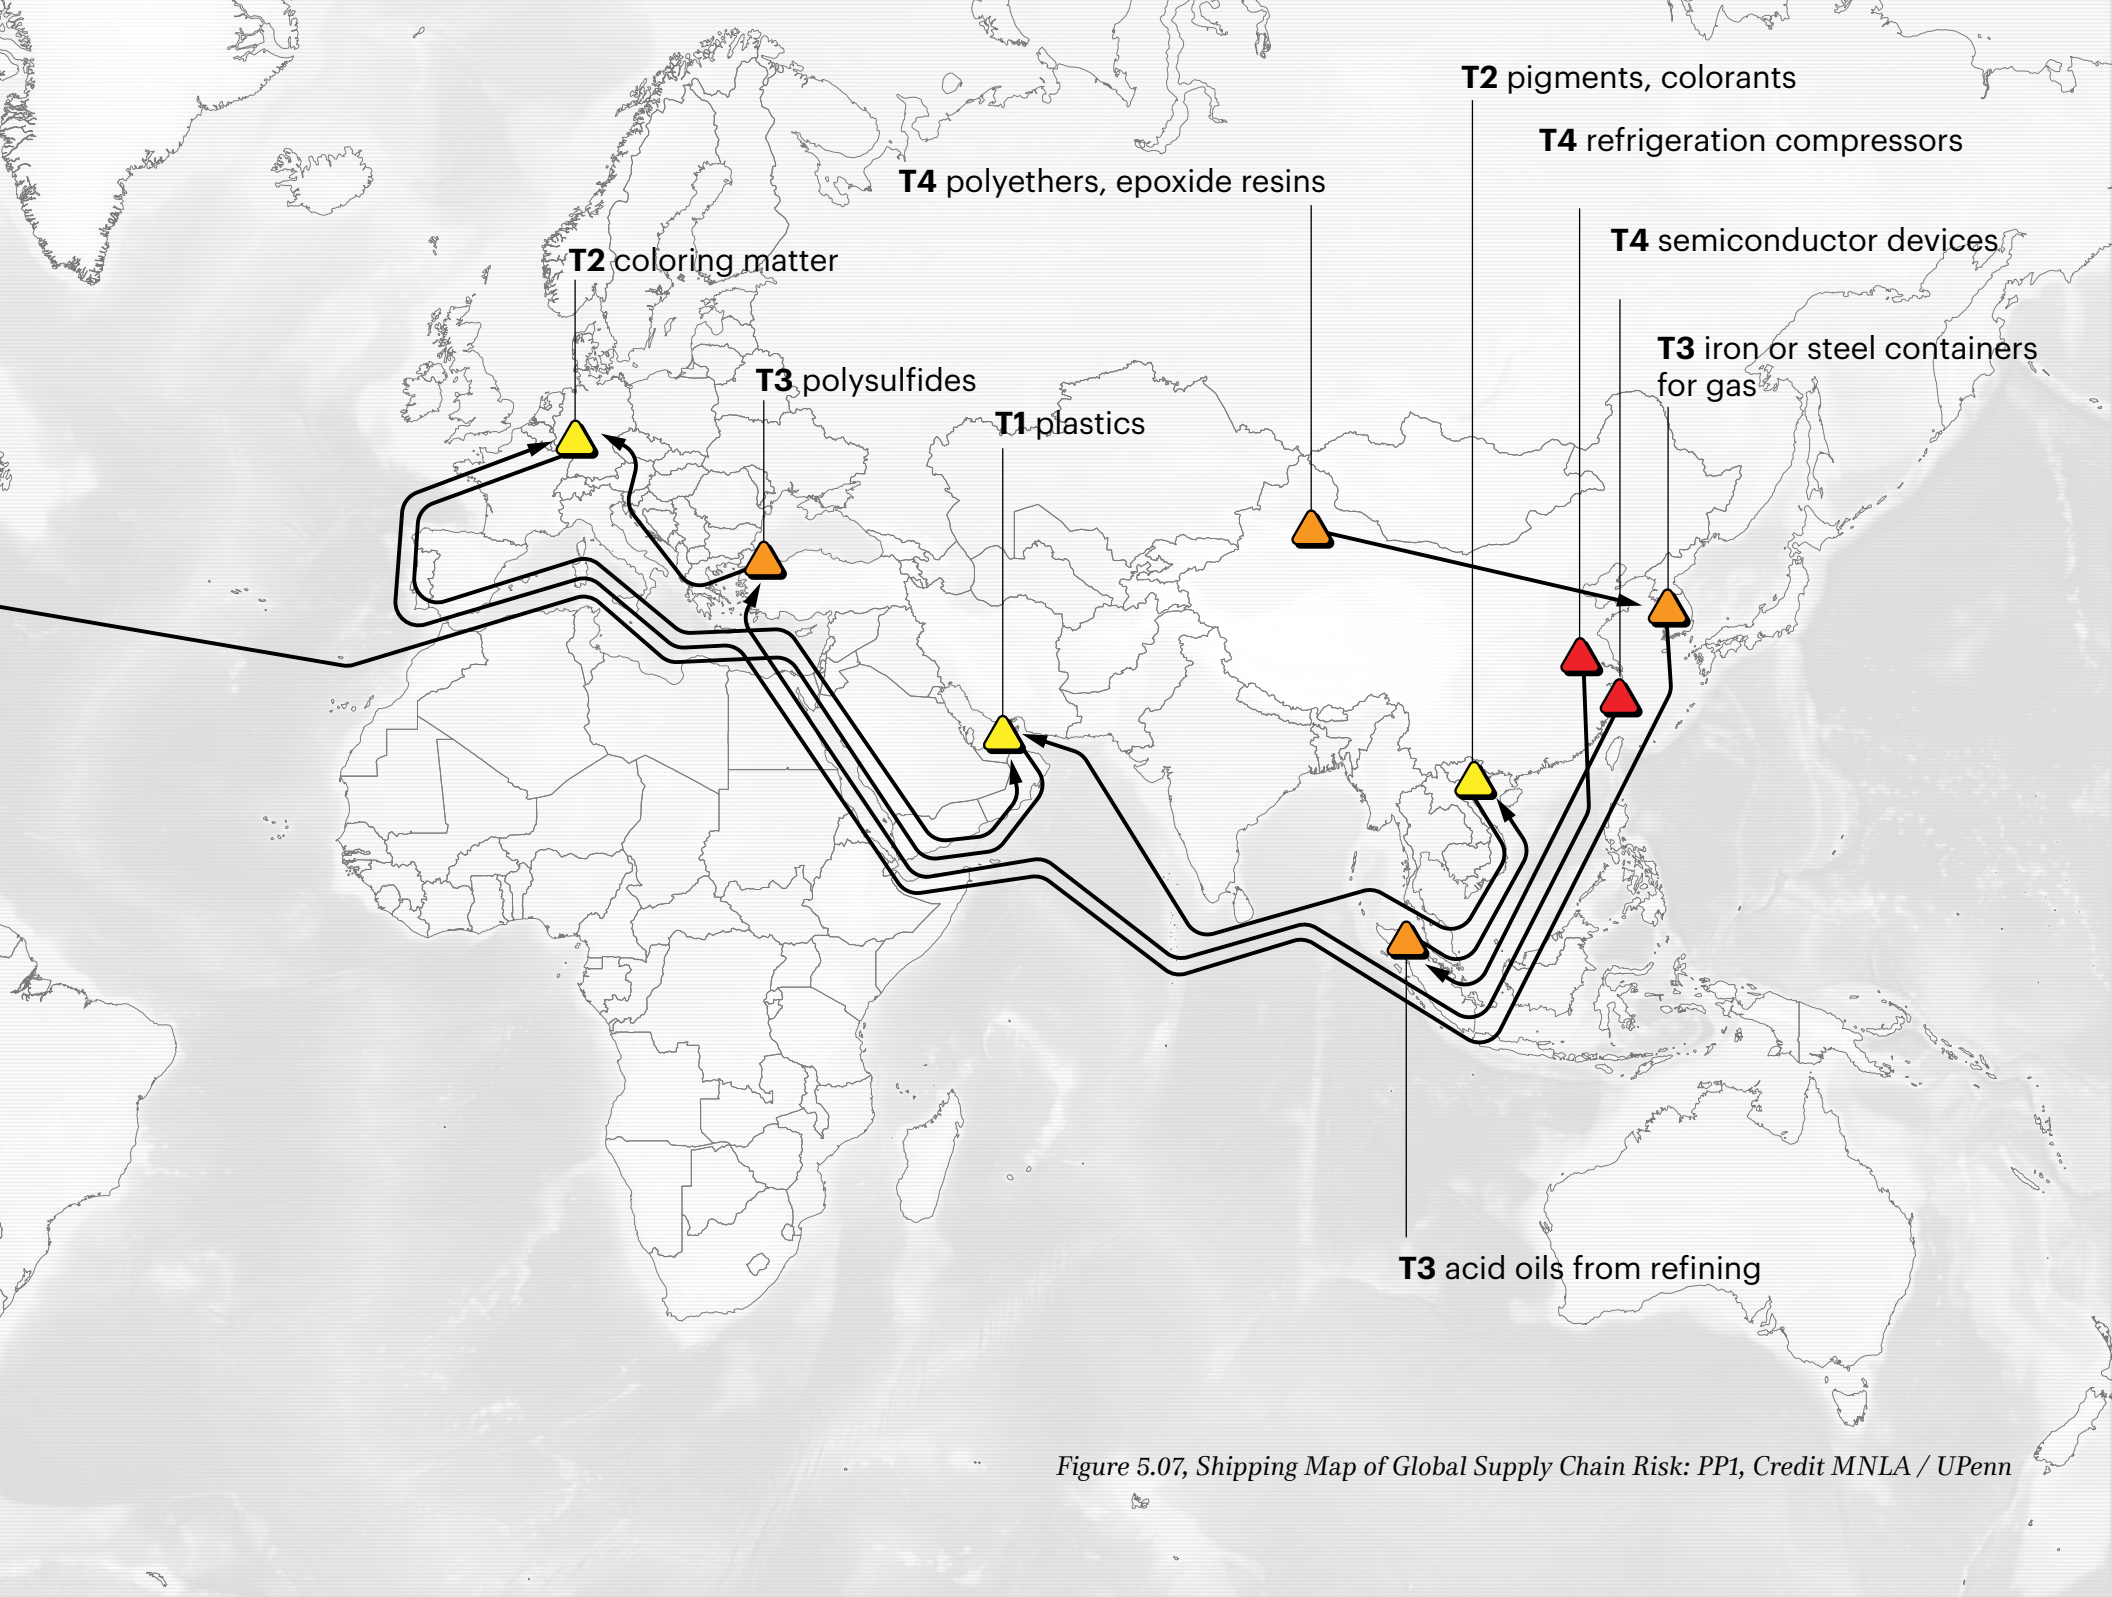 T2 pigments, colorants
T4 refrigeration compressors
T4 polyethers, epoxide resins
T4 semiconductor devices
T2 coloring matter
T3 iron or steel containers
for gas
T3 polysulfides
T1 plastics
T3 acid oils from refining
Figure 5.07, Shipping Map of Global Supply Chain Risk: PP1, Credit MNLA / UPenn